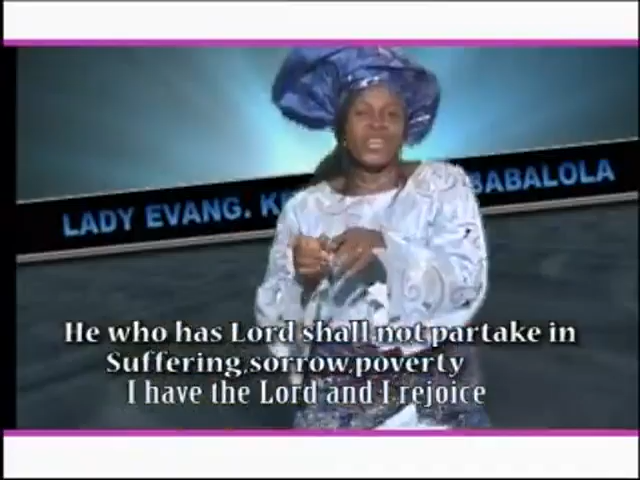 LADY EVANG. BABALOLA
He who has Lord shall not partake in
Suffering,sorrow,poverty
I have the Lord and I rejoice